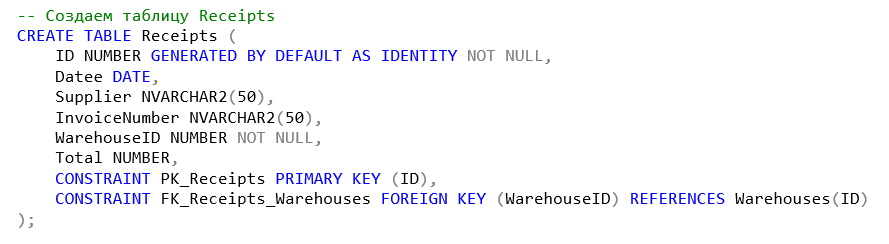 -- Создаем таблицу Receipts
CREATE TABLE Receipts (
    ID NUMBER GENERATED BY DEFAULT AS IDENTITY NOT NULL,
    Datee DATE,
    Supplier NVARCHAR2(50),
    InvoiceNumber NVARCHAR2(50),
    WarehouseID NUMBER NOT NULL,
    Total NUMBER,
    CONSTRAINT PK_Receipts PRIMARY KEY (ID),
    CONSTRAINT FK_Receipts_Warehouses FOREIGN KEY (WarehouseID) REFERENCES Warehouses(ID)
);